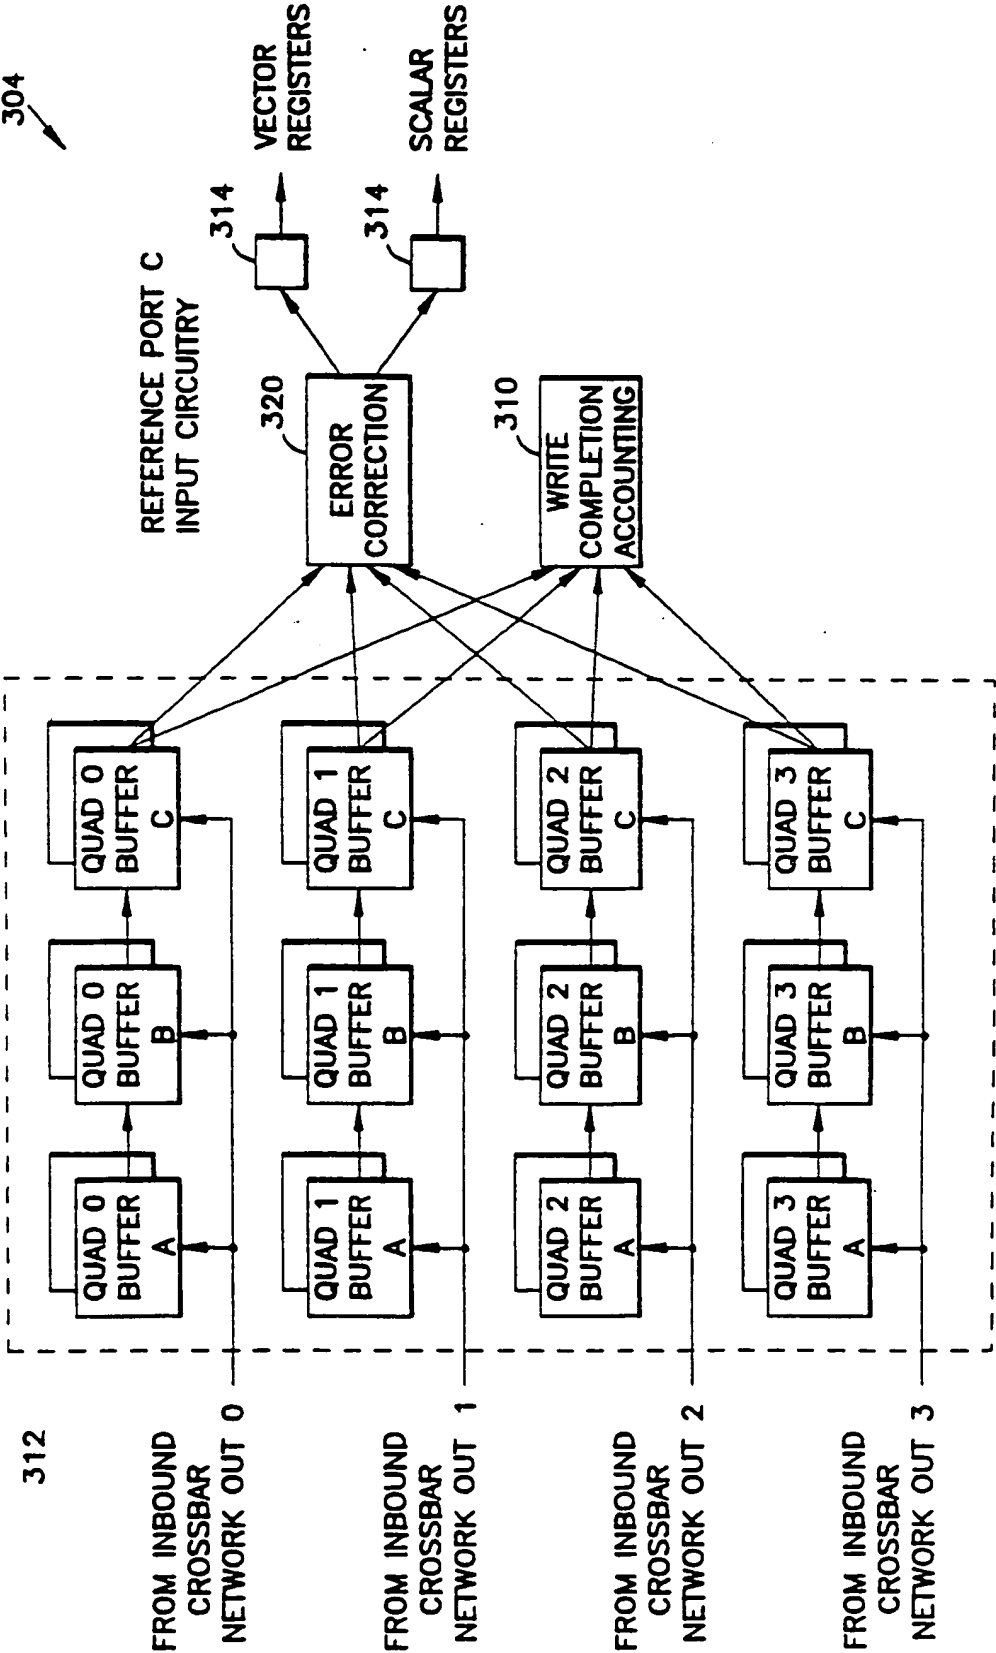 304
REFERENCE PORT C
INPUT CIRCUITRY
312
FROM INBOUND
CROSSBAR
NETWORK OUT 0
QUAD 0
BUFFER
A
QUAD 0
BUFFER
B
QUAD 0
BUFFER
C
FROM INBOUND
CROSSBAR
NETWORK OUT 1
QUAD 1
BUFFER
A
QUAD 1
BUFFER
B
QUAD 1
BUFFER
C
FROM INBOUND
CROSSBAR
NETWORK OUT 2
QUAD 2
BUFFER
A
QUAD 2
BUFFER
B
QUAD 2
BUFFER
C
FROM INBOUND
CROSSBAR
NETWORK OUT 3
QUAD 3
BUFFER
A
QUAD 3
BUFFER
B
QUAD 3
BUFFER
C
320
ERROR
CORRECTION
310
WRITE
COMPLETION
ACCOUNTING
314
VECTOR
REGISTERS
314
SCALAR
REGISTERS